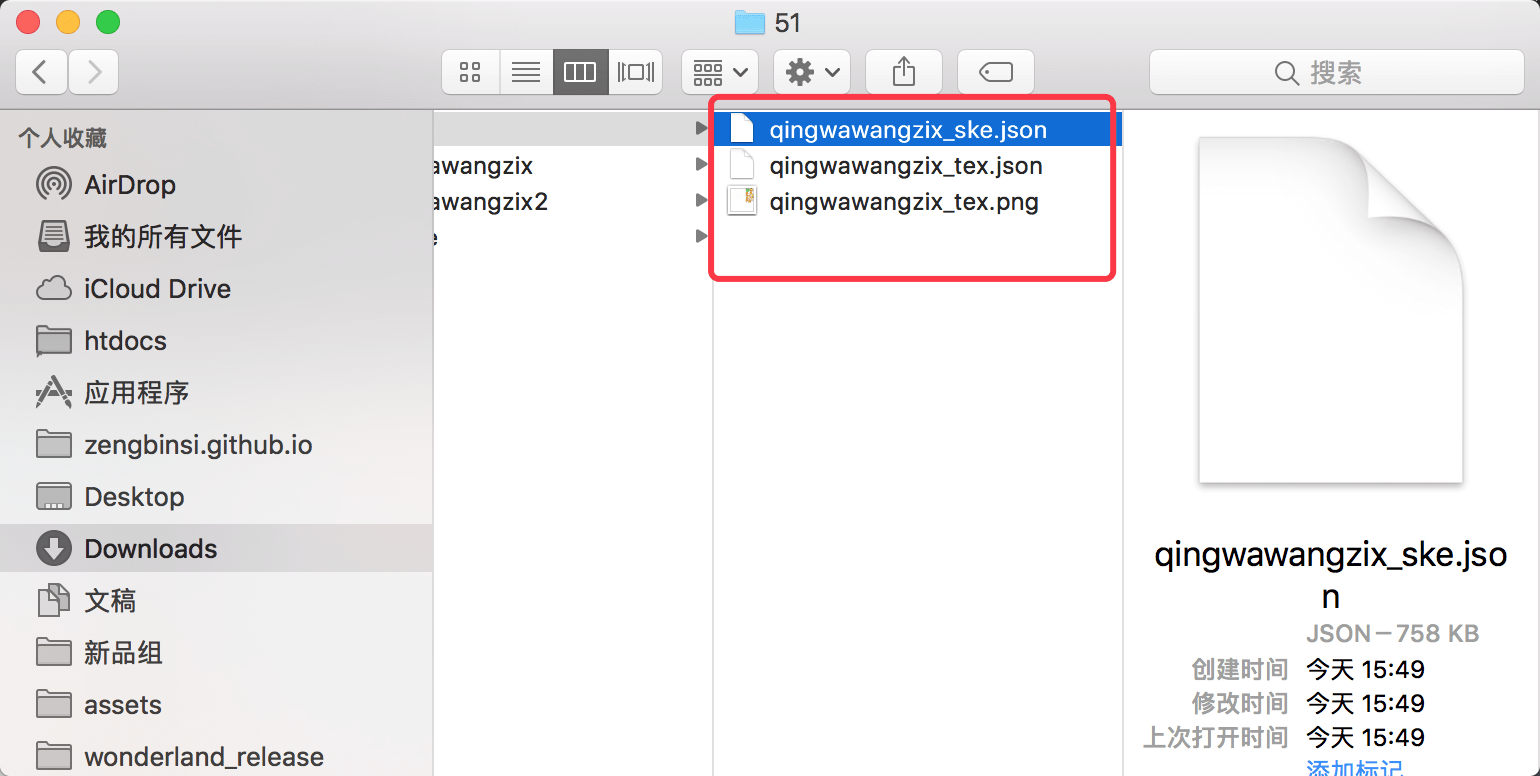 51
搜索
个人收藏
AirDrop
我的所有文件
iCloud Drive
htdocs
应用程序
zengbinsi.github.io
Desktop
Downloads
文稿
新品组
assets
wonderland_release
awangzix
awangzix2
e
qingwawangzix_ske.json
qingwawangzix_tex.json
qingwawangzix_tex.png
qingwawangzix_ske.jso
n
JSON－758 KB
创建时间 今天 15:49
修改时间 今天 15:49
上次打开时间 今天 15:49
添加标记